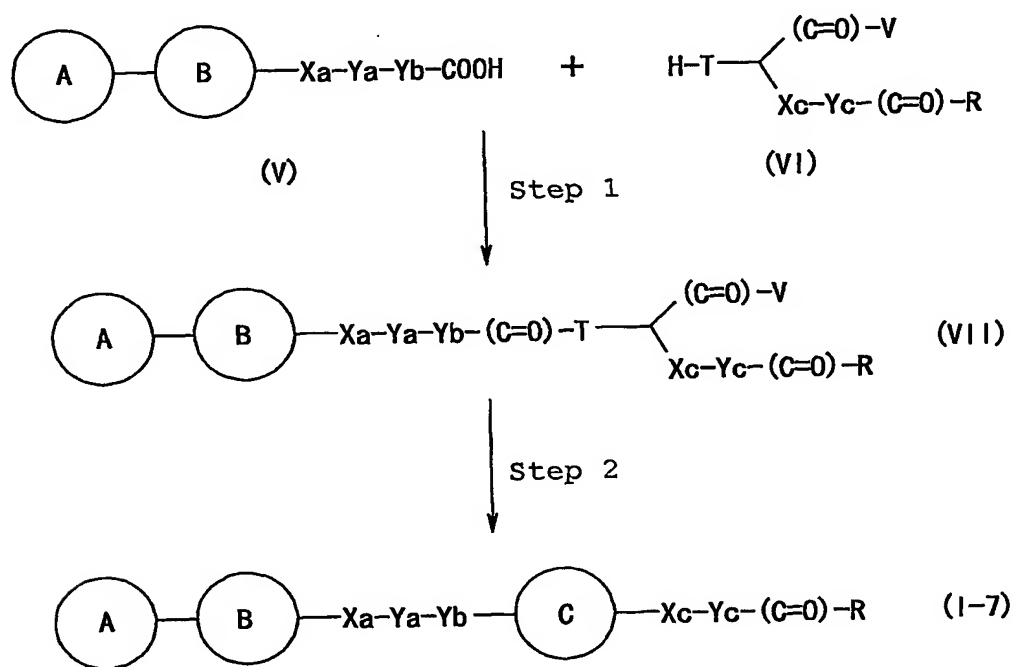 (C=O)-V
A B -Xa-Ya-Yb-COOH + H-T
Xc-Yc-(C=O)-R
(V) (VI)
Step 1
(C=O)-V
A B -Xa-Ya-Yb-(C=O)-T (VII)
Xc-Yc-(C=O)-R
Step 2
A B -Xa-Ya-Yb- C -Xc-Yc-(C=O)-R (I-7)